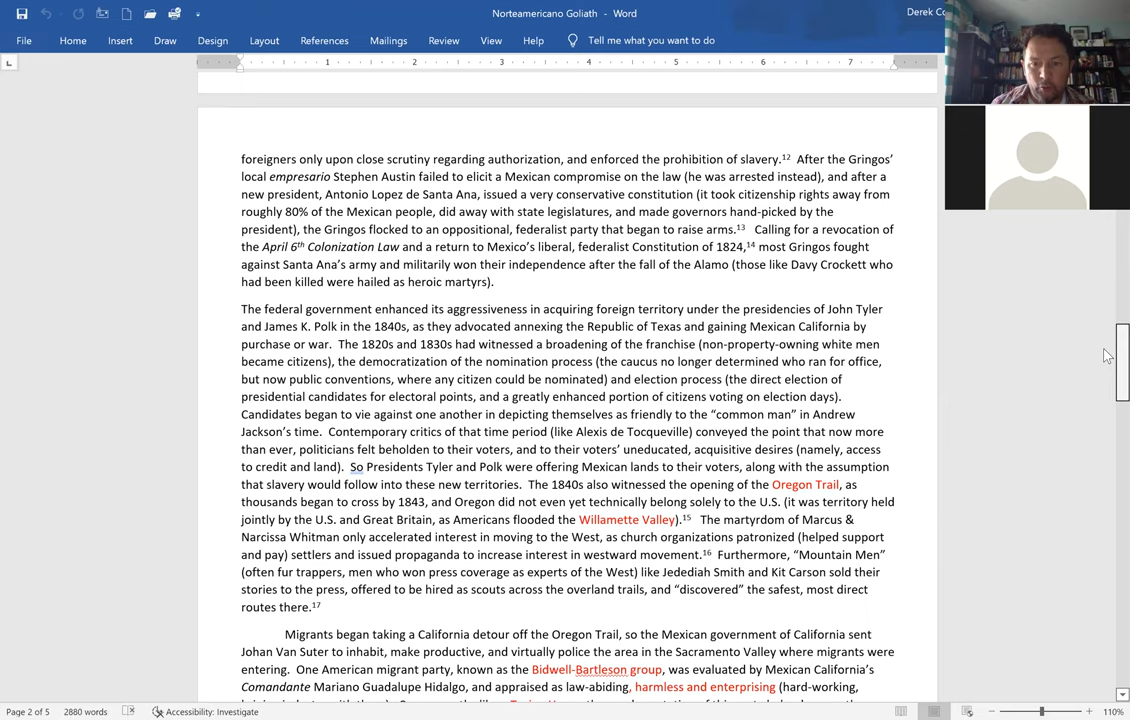 Norteamericano Goliath - Word
Derek Co
File Home Insert Draw Design Layout References Mailings Review View Help Tell me what you want to do
1 2 3 4 5 6 7
foreigners only upon close scrutiny regarding authorization, and enforced the prohibition of slavery.12 After the Gringos’
local empresario Stephen Austin failed to elicit a Mexican compromise on the law (he was arrested instead), and after a
new president, Antonio Lopez de Santa Ana, issued a very conservative constitution (it took citizenship rights away from
roughly 80% of the Mexican people, did away with state legislatures, and made governors hand-picked by the
president), the Gringos flocked to an oppositional, federalist party that began to raise arms.13 Calling for a revocation of
the April 6th Colonization Law and a return to Mexico’s liberal, federalist Constitution of 1824,14 most Gringos fought
against Santa Ana’s army and militarily won their independence after the fall of the Alamo (those like Davy Crockett who
had been killed were hailed as heroic martyrs).
The federal government enhanced its aggressiveness in acquiring foreign territory under the presidencies of John Tyler
and James K. Polk in the 1840s, as they advocated annexing the Republic of Texas and gaining Mexican California by
purchase or war. The 1820s and 1830s had witnessed a broadening of the franchise (non-property-owning white men
became citizens), the democratization of the nomination process (the caucus no longer determined who ran for office,
but now public conventions, where any citizen could be nominated) and election process (the direct election of
presidential candidates for electoral points, and a greatly enhanced portion of citizens voting on election days).
Candidates began to vie against one another in depicting themselves as friendly to the “common man” in Andrew
Jackson’s time. Contemporary critics of that time period (like Alexis de Tocqueville) conveyed the point that now more
than ever, politicians felt beholden to their voters, and to their voters’ uneducated, acquisitive desires (namely, access
to credit and land). So Presidents Tyler and Polk were offering Mexican lands to their voters, along with the assumption
that slavery would follow into these new territories. The 1840s also witnessed the opening of the Oregon Trail, as
thousands began to cross by 1843, and Oregon did not even yet technically belong solely to the U.S. (it was territory held
jointly by the U.S. and Great Britain, as Americans flooded the Willamette Valley).15 The martyrdom of Marcus &
Narcissa Whitman only accelerated interest in moving to the West, as church organizations patronized (helped support
and pay) settlers and issued propaganda to increase interest in westward movement.16 Furthermore, “Mountain Men”
(often fur trappers, men who won press coverage as experts of the West) like Jedediah Smith and Kit Carson sold their
stories to the press, offered to be hired as scouts across the overland trails, and “discovered” the safest, most direct
routes there.17
Migrants began taking a California detour off the Oregon Trail, so the Mexican government of California sent
Johan Van Suter to inhabit, make productive, and virtually police the area in the Sacramento Valley where migrants were
entering. One American migrant party, known as the Bidwell-Bartleson group, was evaluated by Mexican California’s
Comandante Mariano Guadalupe Hidalgo, and appraised as law-abiding, harmless and enterprising (hard-working,
Page 2 of 5 2880 words Accessibility: Investigate 110%